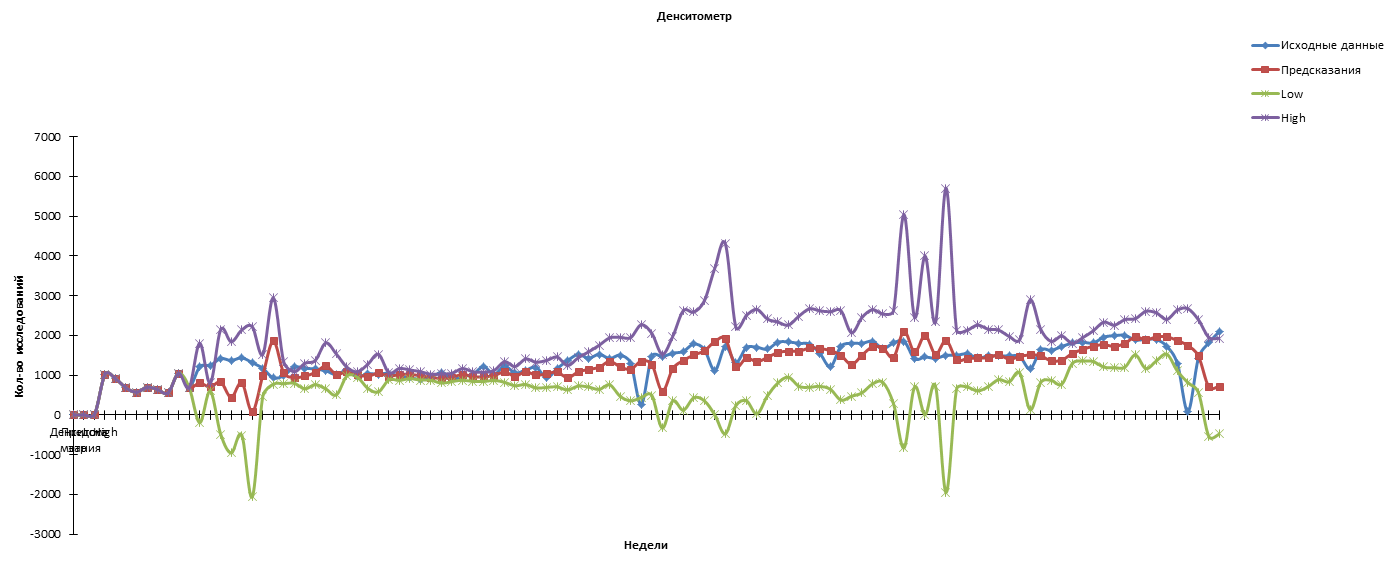 Денситометр
Исходные данные
Предсказания
Low
High
7000
6000
5000
4000
3000
2000
1000
0
-1000
-2000
-3000
Кол-во исследований
High
Недели